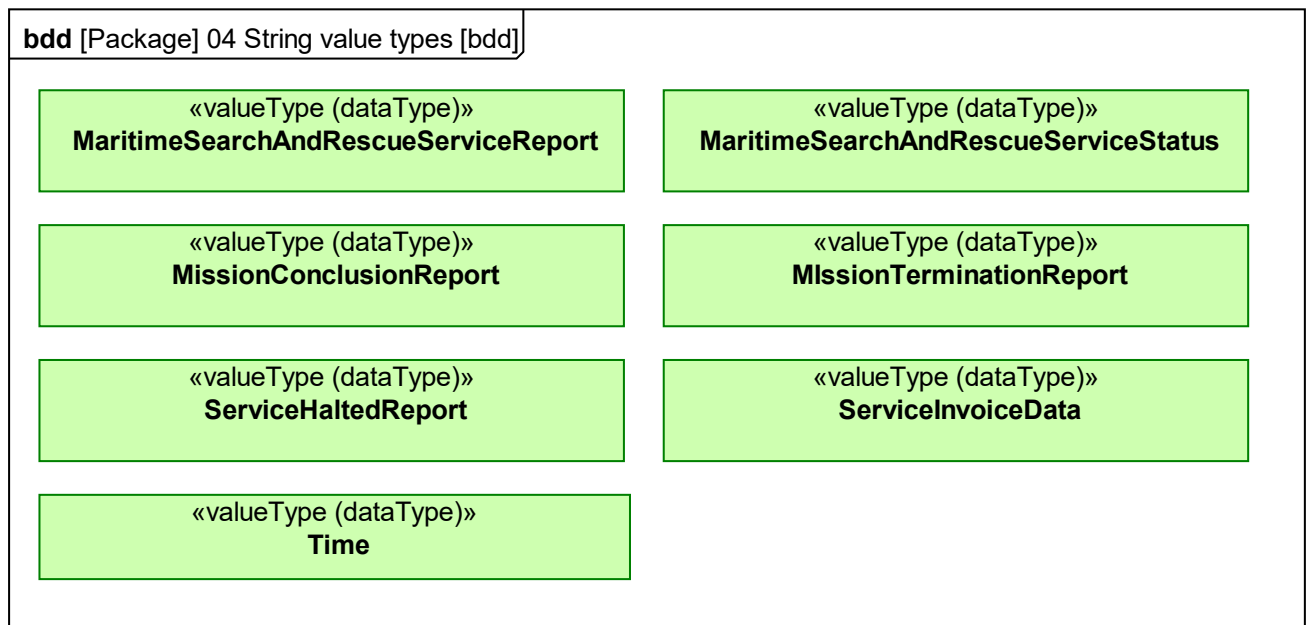 bdd [Package] 04 String value types [bdd]
«valueType (dataType)»
MaritimeSearchAndRescueServiceReport
«valueType (dataType)»
MaritimeSearchAndRescueServiceStatus
«valueType (dataType)»
MissionConclusionReport
«valueType (dataType)»
MIssionTerminationReport
«valueType (dataType)»
ServiceHaltedReport
«valueType (dataType)»
ServiceInvoiceData
«valueType (dataType)»
Time